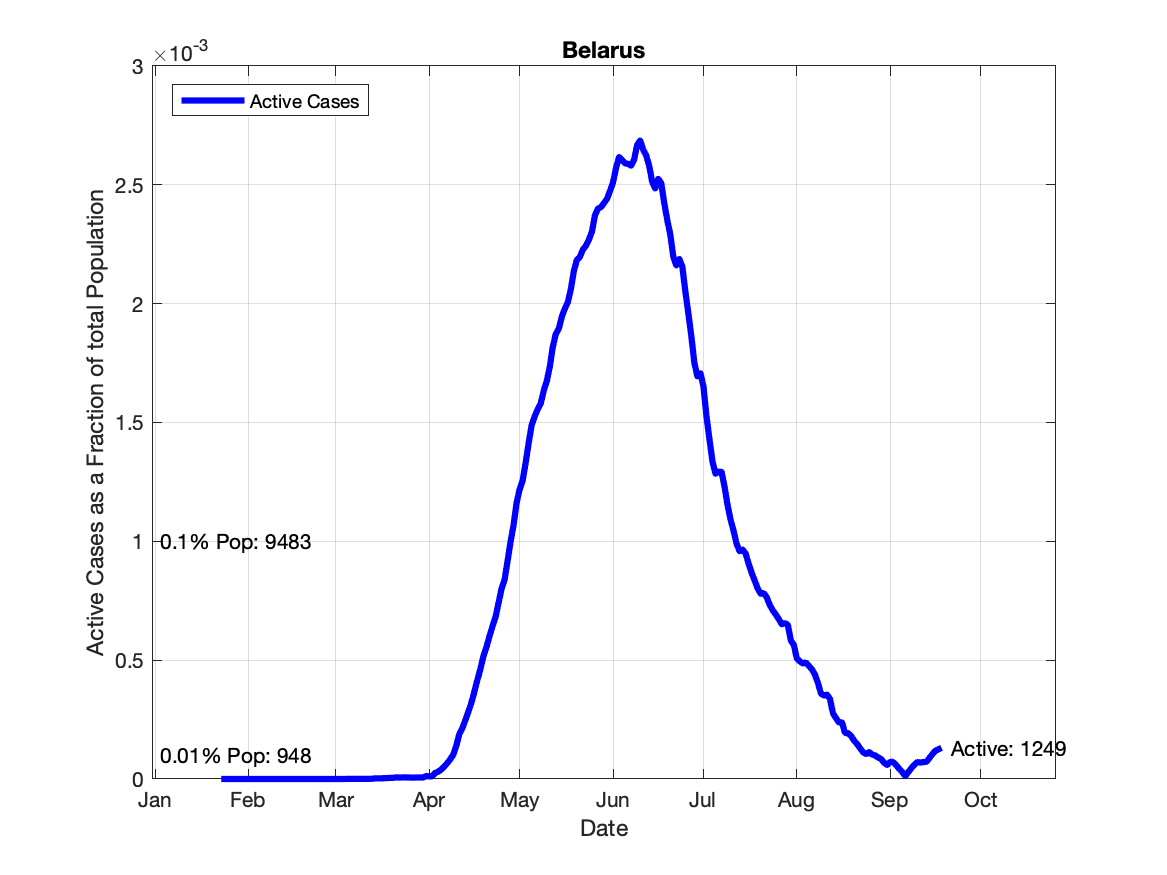 Belarus
×10-3
Active Cases
3
2.5
2
1.5
1
0.5
0
0.1% Pop: 9483
0.01% Pop: 948
Active: 1249
Jan Feb Mar Apr May Jun Jul Aug Sep Oct
Date
Active Cases as a Fraction of total Population